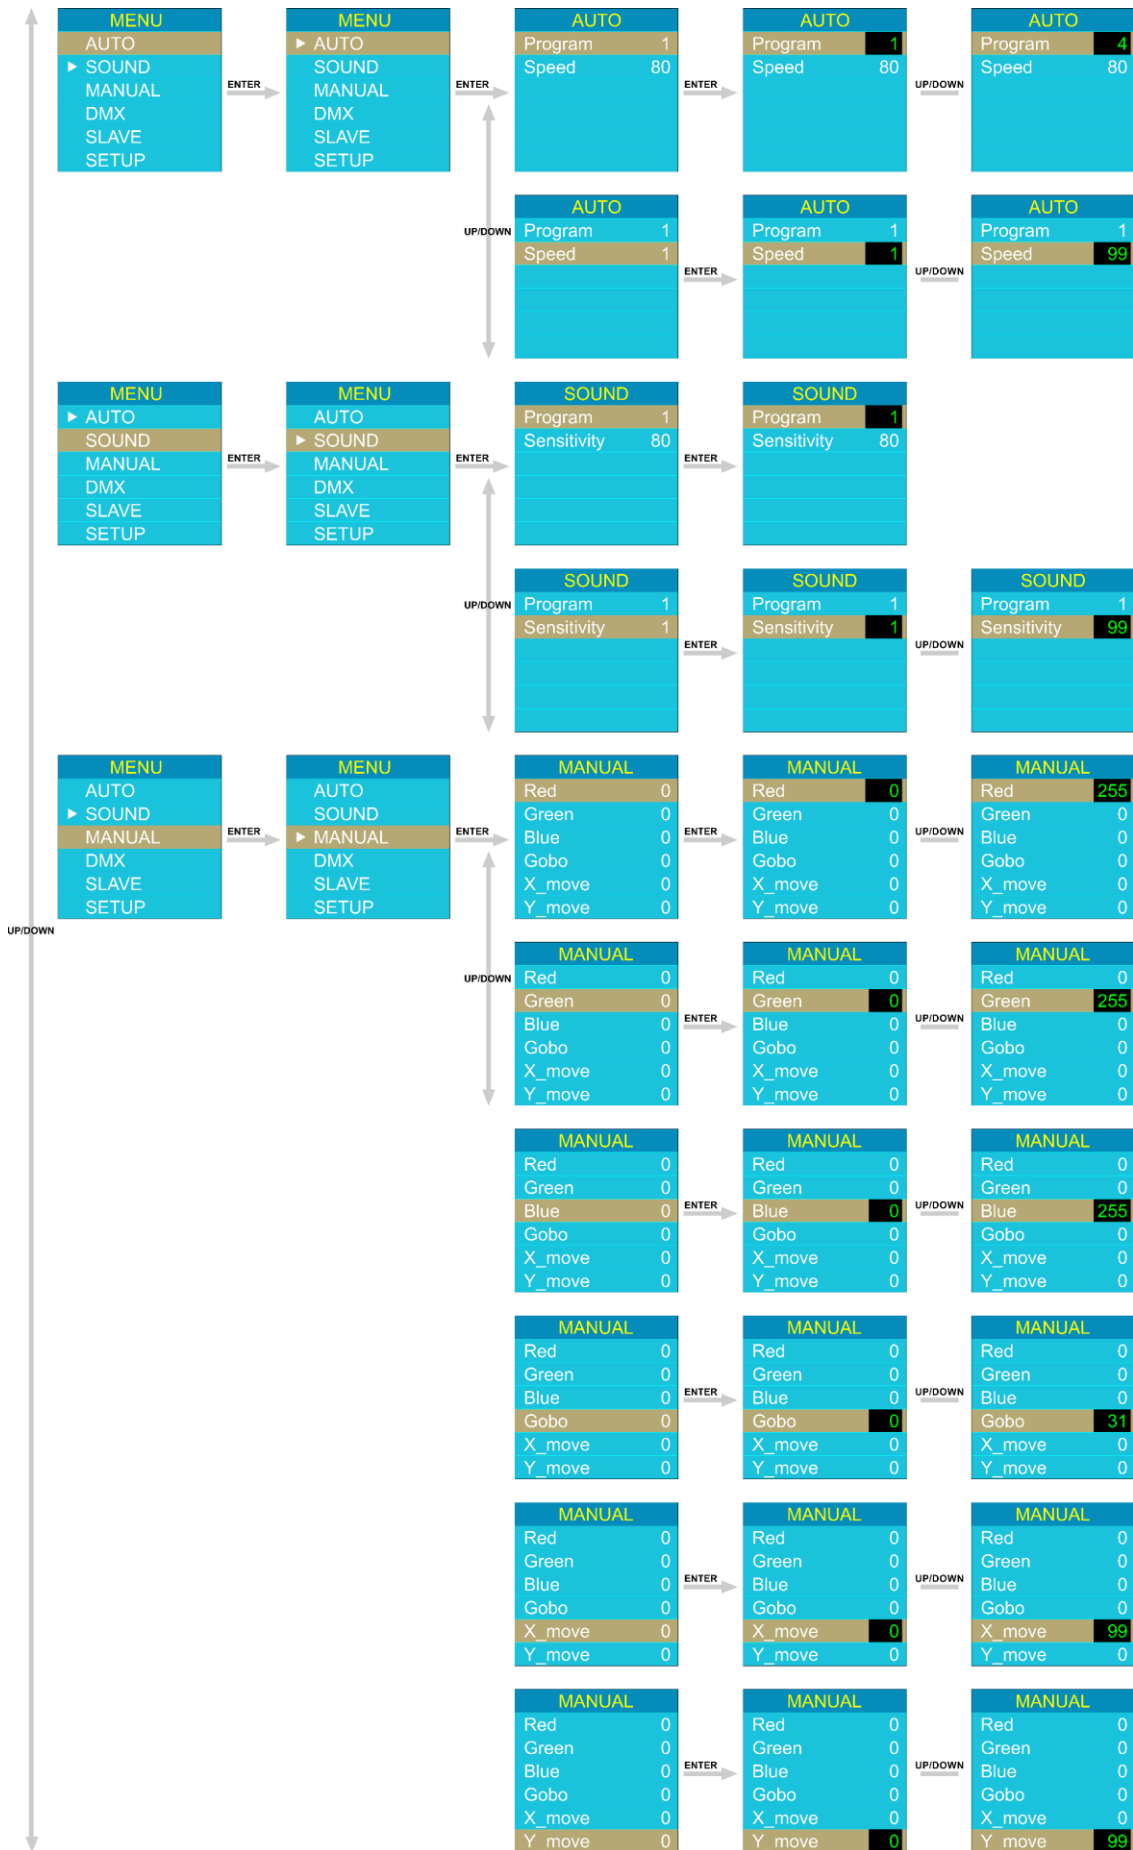 MENU
AUTO
SOUND
MANUAL
DMX
SLAVE
SETUP
ENTER
MENU
AUTO
SOUND
MANUAL
DMX
SLAVE
SETUP
ENTER
AUTO
Program 1
Speed 80
ENTER
AUTO
Program 1
Speed 80
UP/DOWN
AUTO
Program 4
Speed 80
UP/DOWN
AUTO
Program 1
Speed 1
ENTER
AUTO
Program 1
Speed 1
UP/DOWN
AUTO
Program 1
Speed 99
MENU
AUTO
SOUND
MANUAL
DMX
SLAVE
SETUP
ENTER
MENU
AUTO
SOUND
MANUAL
DMX
SLAVE
SETUP
ENTER
SOUND
Program 1
Sensitivity 80
ENTER
SOUND
Program 1
Sensitivity 80
UP/DOWN
SOUND
Program 1
Sensitivity 1
ENTER
SOUND
Program 1
Sensitivity 1
UP/DOWN
SOUND
Program 1
Sensitivity 99
MENU
AUTO
SOUND
MANUAL
DMX
SLAVE
SETUP
ENTER
MENU
AUTO
SOUND
MANUAL
DMX
SLAVE
SETUP
ENTER
MANUAL
Red 0
Green 0
Blue 0
Gobo 0
X_move 0
Y_move 0
ENTER
MANUAL
Red 0
Green 0
Blue 0
Gobo 0
X_move 0
Y_move 0
UP/DOWN
MANUAL
Red 255
Green 0
Blue 0
Gobo 0
X_move 0
Y_move 0
UP/DOWN
UP/DOWN
MANUAL
Red 0
Green 0
Blue 0
Gobo 0
X_move 0
Y_move 0
ENTER
MANUAL
Red 0
Green 0
Blue 0
Gobo 0
X_move 0
Y_move 0
UP/DOWN
MANUAL
Red 0
Green 255
Blue 0
Gobo 0
X_move 0
Y_move 0
MANUAL
Red 0
Green 0
Blue 0
Gobo 0
X_move 0
Y_move 0
ENTER
MANUAL
Red 0
Green 0
Blue 0
Gobo 0
X_move 0
Y_move 0
UP/DOWN
MANUAL
Red 0
Green 0
Blue 255
Gobo 0
X_move 0
Y_move 0
MANUAL
Red 0
Green 0
Blue 0
Gobo 0
X_move 0
Y_move 0
ENTER
MANUAL
Red 0
Green 0
Blue 0
Gobo 0
X_move 0
Y_move 0
UP/DOWN
MANUAL
Red 0
Green 0
Blue 0
Gobo 31
X_move 0
Y_move 0
MANUAL
Red 0
Green 0
Blue 0
Gobo 0
X_move 0
Y_move 0
ENTER
MANUAL
Red 0
Green 0
Blue 0
Gobo 0
X_move 0
Y_move 0
UP/DOWN
MANUAL
Red 0
Green 0
Blue 0
Gobo 0
X_move 99
Y_move 0
MANUAL
Red 0
Green 0
Blue 0
Gobo 0
X_move 0
Y_move 0
ENTER
MANUAL
Red 0
Green 0
Blue 0
Gobo 0
X_move 0
Y_move 0
UP/DOWN
MANUAL
Red 0
Green 0
Blue 0
Gobo 0
X_move 0
Y_move 99